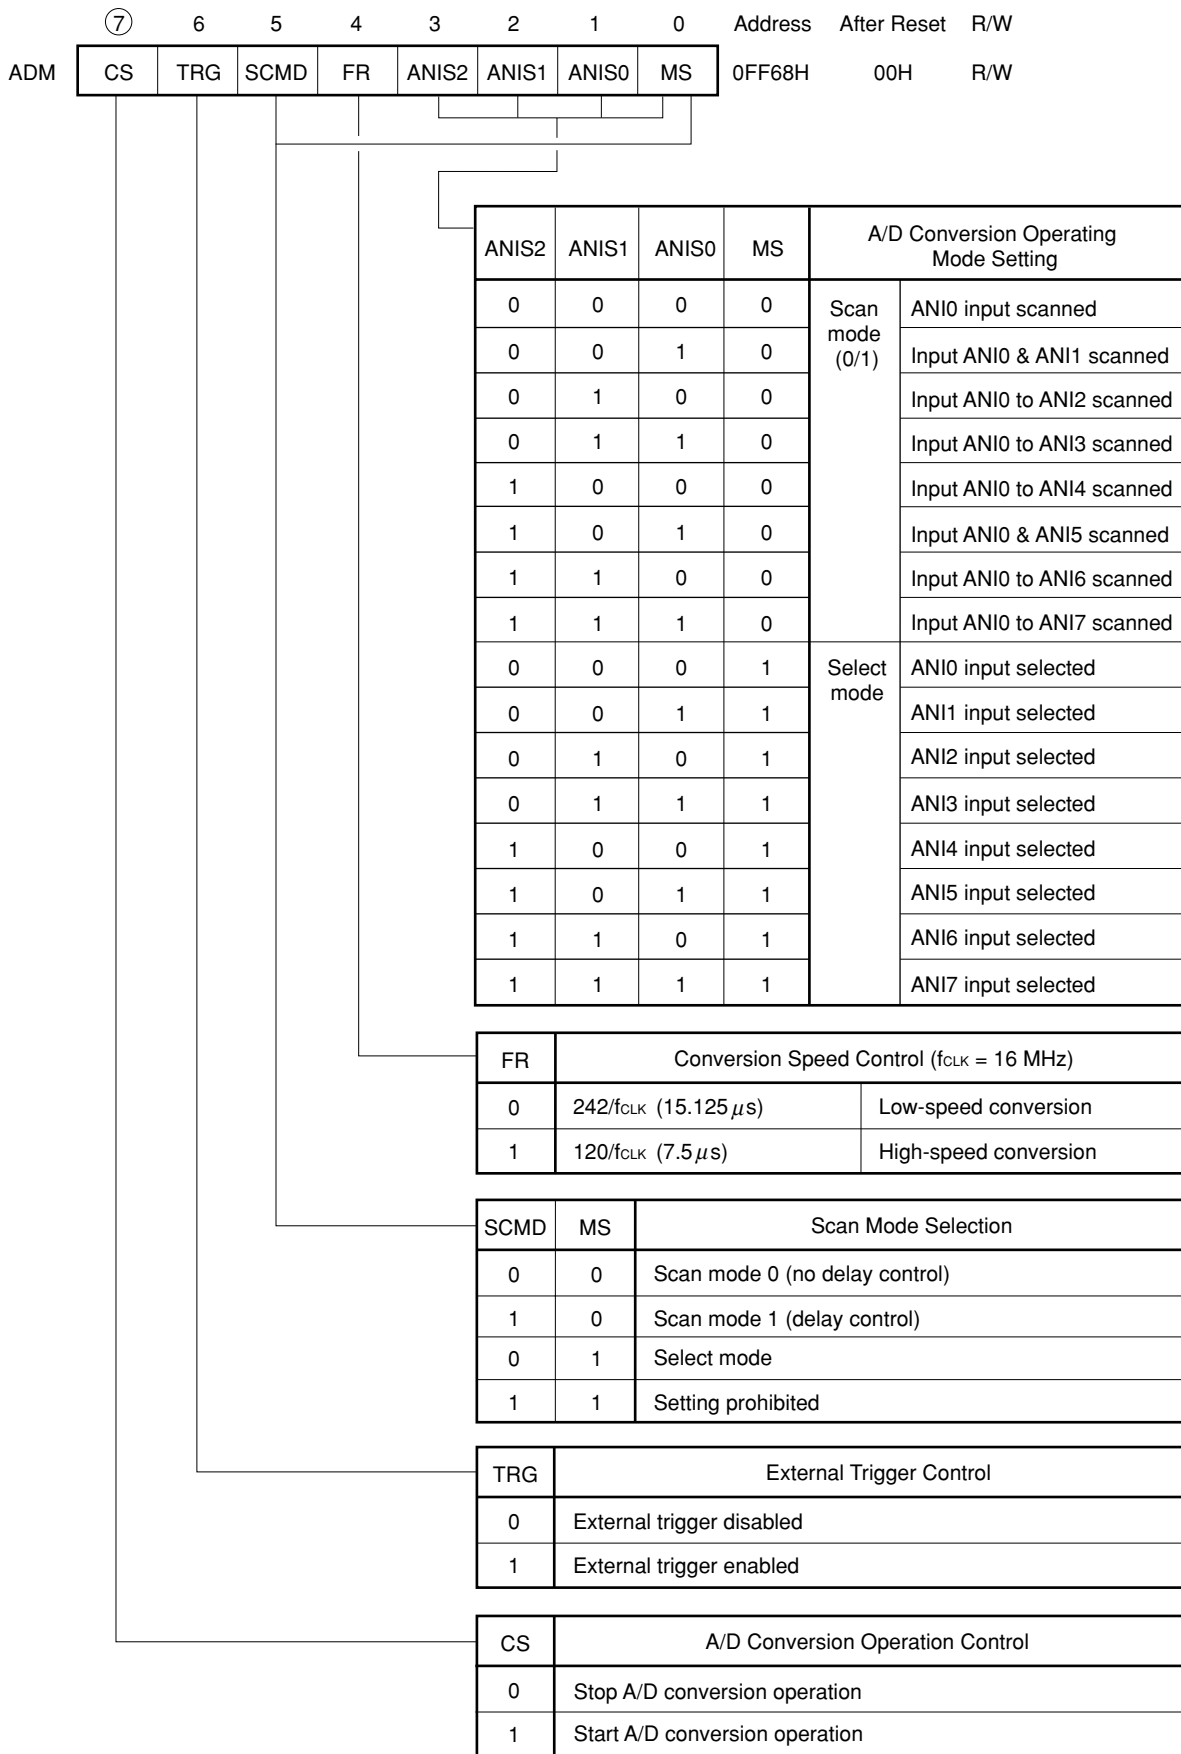 7 6 5 4 3 2 1 0 Address After Reset R/W
ADM CS TRG SCMD FR ANIS2 ANIS1 ANIS0 MS 0FF68H 00H R/W
ANIS2 ANIS1 ANIS0 MS A/D Conversion Operating
Mode Setting
0 0 0 0 Scan ANI0 input scanned
mode
0 0 1 0 (0/1) Input ANI0 & ANI1 scanned
0 1 0 0 Input ANI0 to ANI2 scanned
0 1 1 0 Input ANI0 to ANI3 scanned
1 0 0 0 Input ANI0 to ANI4 scanned
1 0 1 0 Input ANI0 & ANI5 scanned
1 1 0 0 Input ANI0 to ANI6 scanned
1 1 1 0 Input ANI0 to ANI7 scanned
0 0 0 1 Select ANI0 input selected
mode
0 0 1 1 ANI1 input selected
0 1 0 1 ANI2 input selected
0 1 1 1 ANI3 input selected
1 0 0 1 ANI4 input selected
1 0 1 1 ANI5 input selected
1 1 0 1 ANI6 input selected
1 1 1 1 ANI7 input selected
FR Conversion Speed Control (fCLK = 16 MHz)
0 242/fCLK (15.125 μs) Low-speed conversion
1 120/fCLK (7.5 μs) High-speed conversion
SCMD MS Scan Mode Selection
0 0 Scan mode 0 (no delay control)
1 0 Scan mode 1 (delay control)
0 1 Select mode
1 1 Setting prohibited
TRG External Trigger Control
0 External trigger disabled
1 External trigger enabled
CS A/D Conversion Operation Control
0 Stop A/D conversion operation
1 Start A/D conversion operation